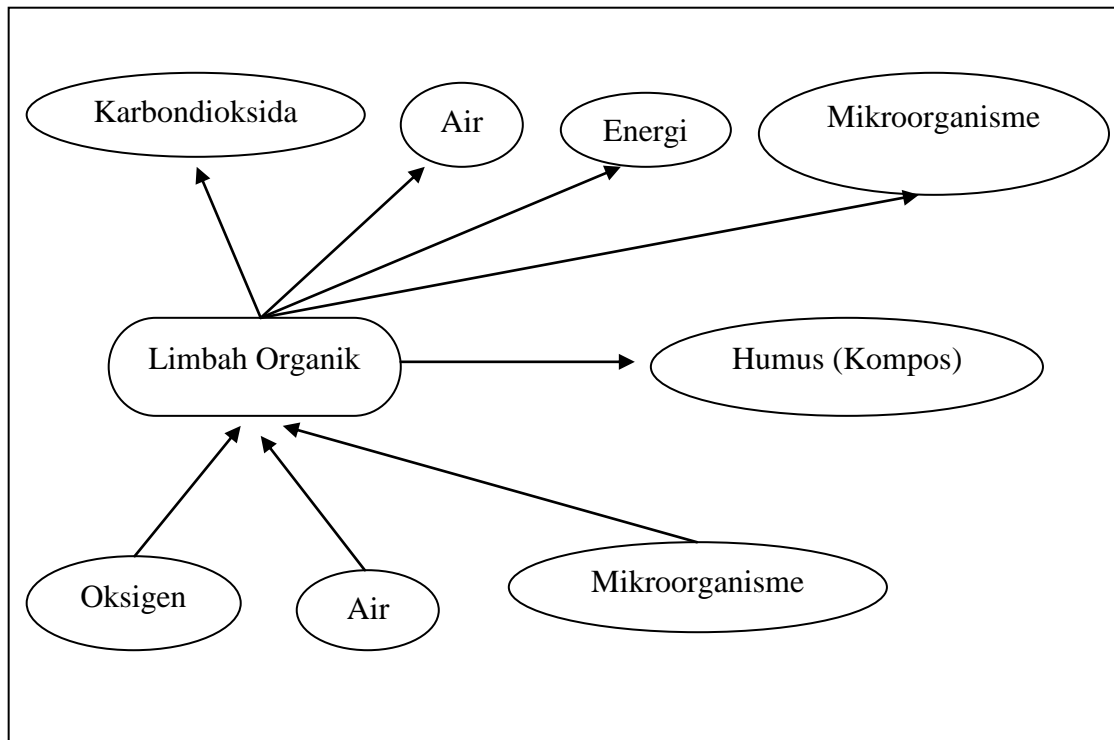 Karbondioksida
Air
Energi
Mikroorganisme
Limbah Organik
Humus (Kompos)
Oksigen
Air
Mikroorganisme